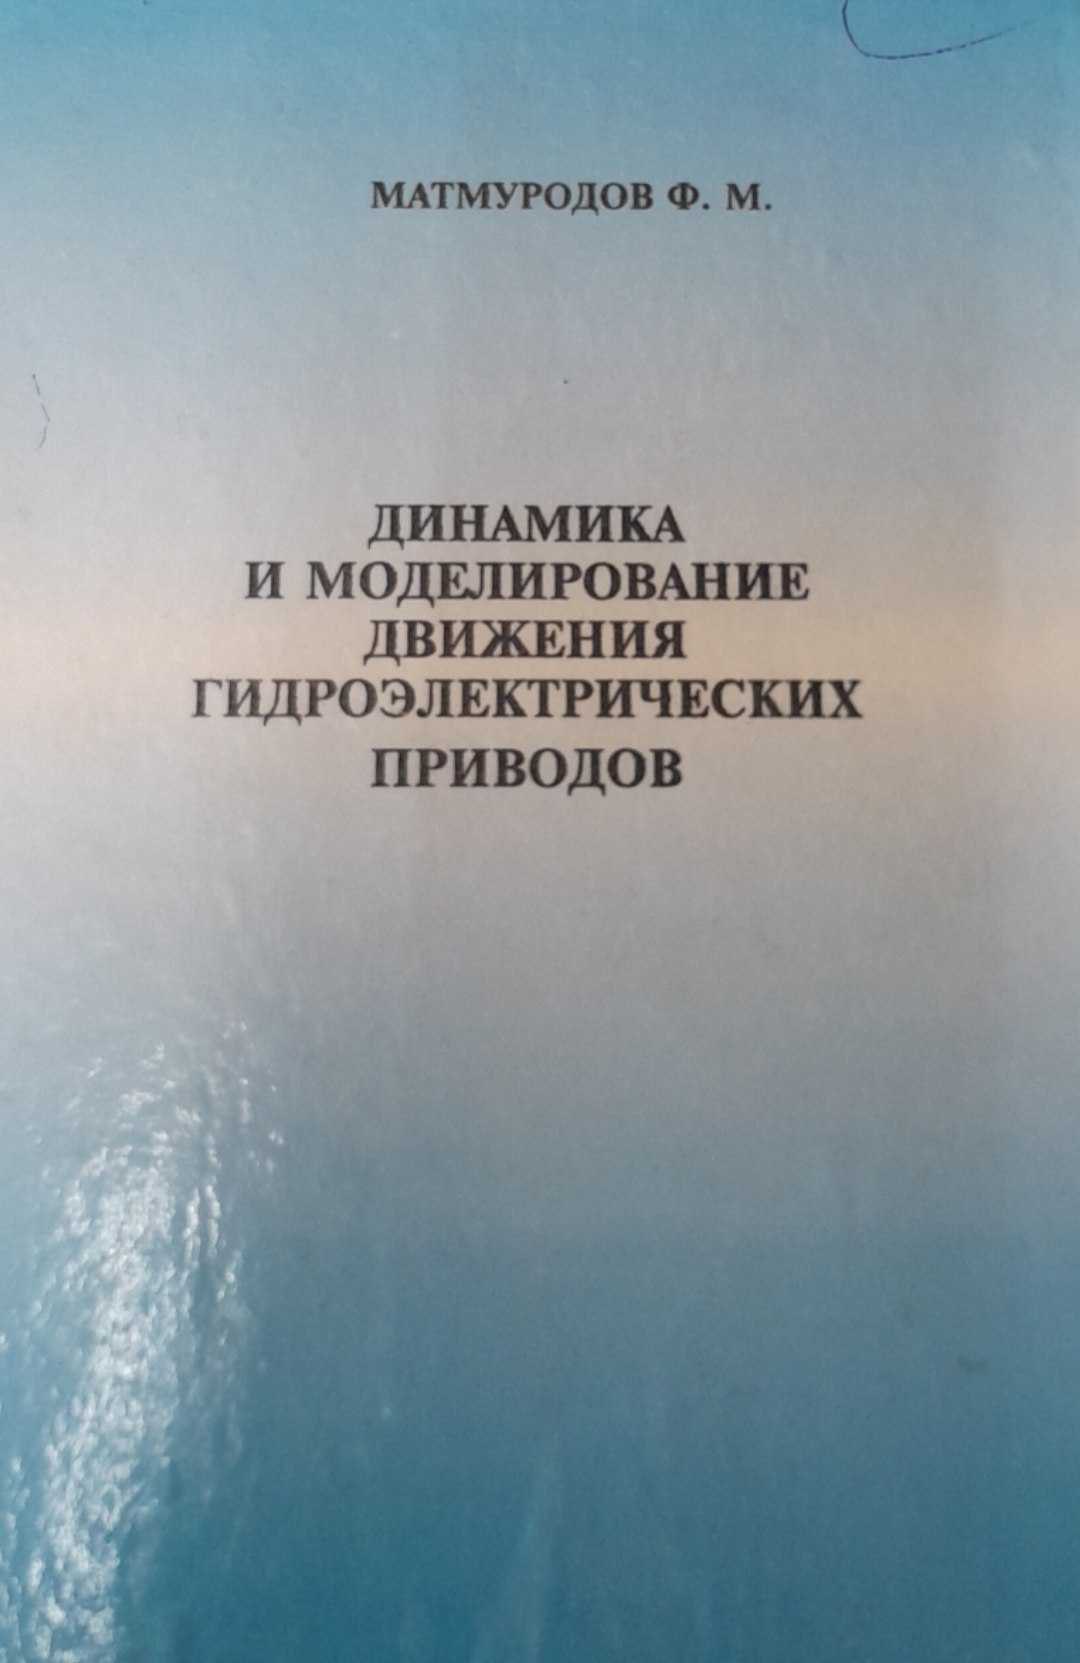 МАТМУРОДОВ Ф. М.
ДИНАМИКА
И МОДЕЛИРОВАНИЕ
ДВИЖЕНИЯ
ГИДРОЭЛЕКТРИЧЕСКИХ
ПРИВОДОВ